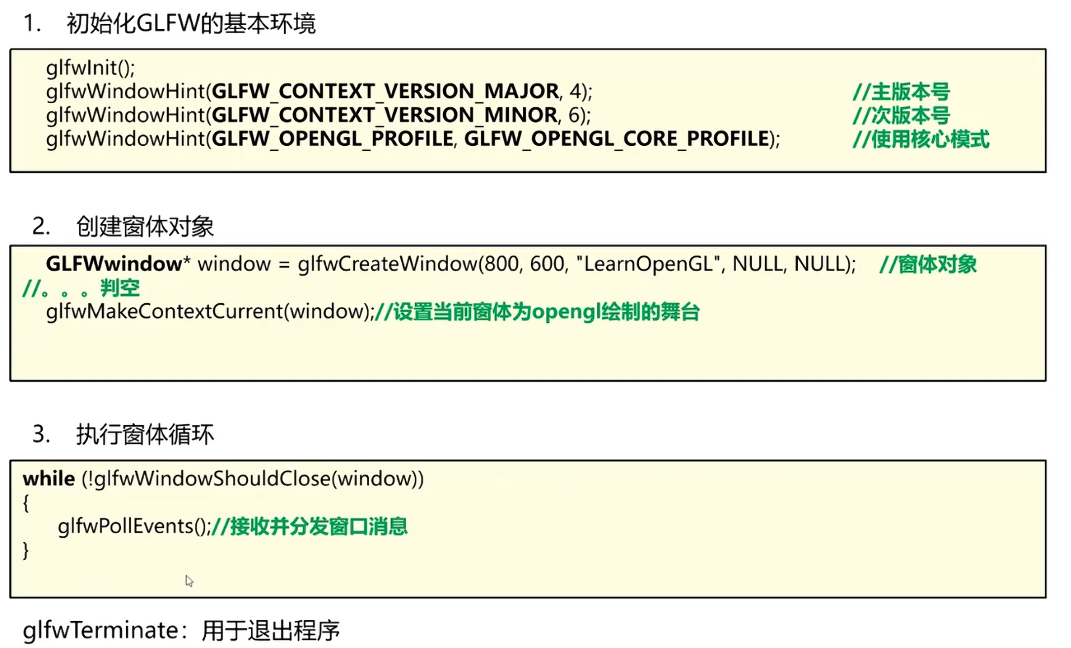 1. 初始化GLFW的基本环境
glfwInit();
glfwWindowHint(GLFW_CONTEXT_VERSION_MAJOR, 4); //主版本号
glfwWindowHint(GLFW_CONTEXT_VERSION_MINOR, 6); //次版本号
glfwWindowHint(GLFW_OPENGL_PROFILE, GLFW_OPENGL_CORE_PROFILE); //使用核心模式
2. 创建窗体对象
GLFWwindow* window = glfwCreateWindow(800, 600, "LearnOpenGL", NULL, NULL); //窗体对象
//。。。判空
glfwMakeContextCurrent(window);//设置当前窗体为opengl绘制的舞台
3. 执行窗体循环
while (!glfwWindowShouldClose(window))
{
glfwPollEvents();//接收并分发窗口消息
}
glfwTerminate：用于退出程序